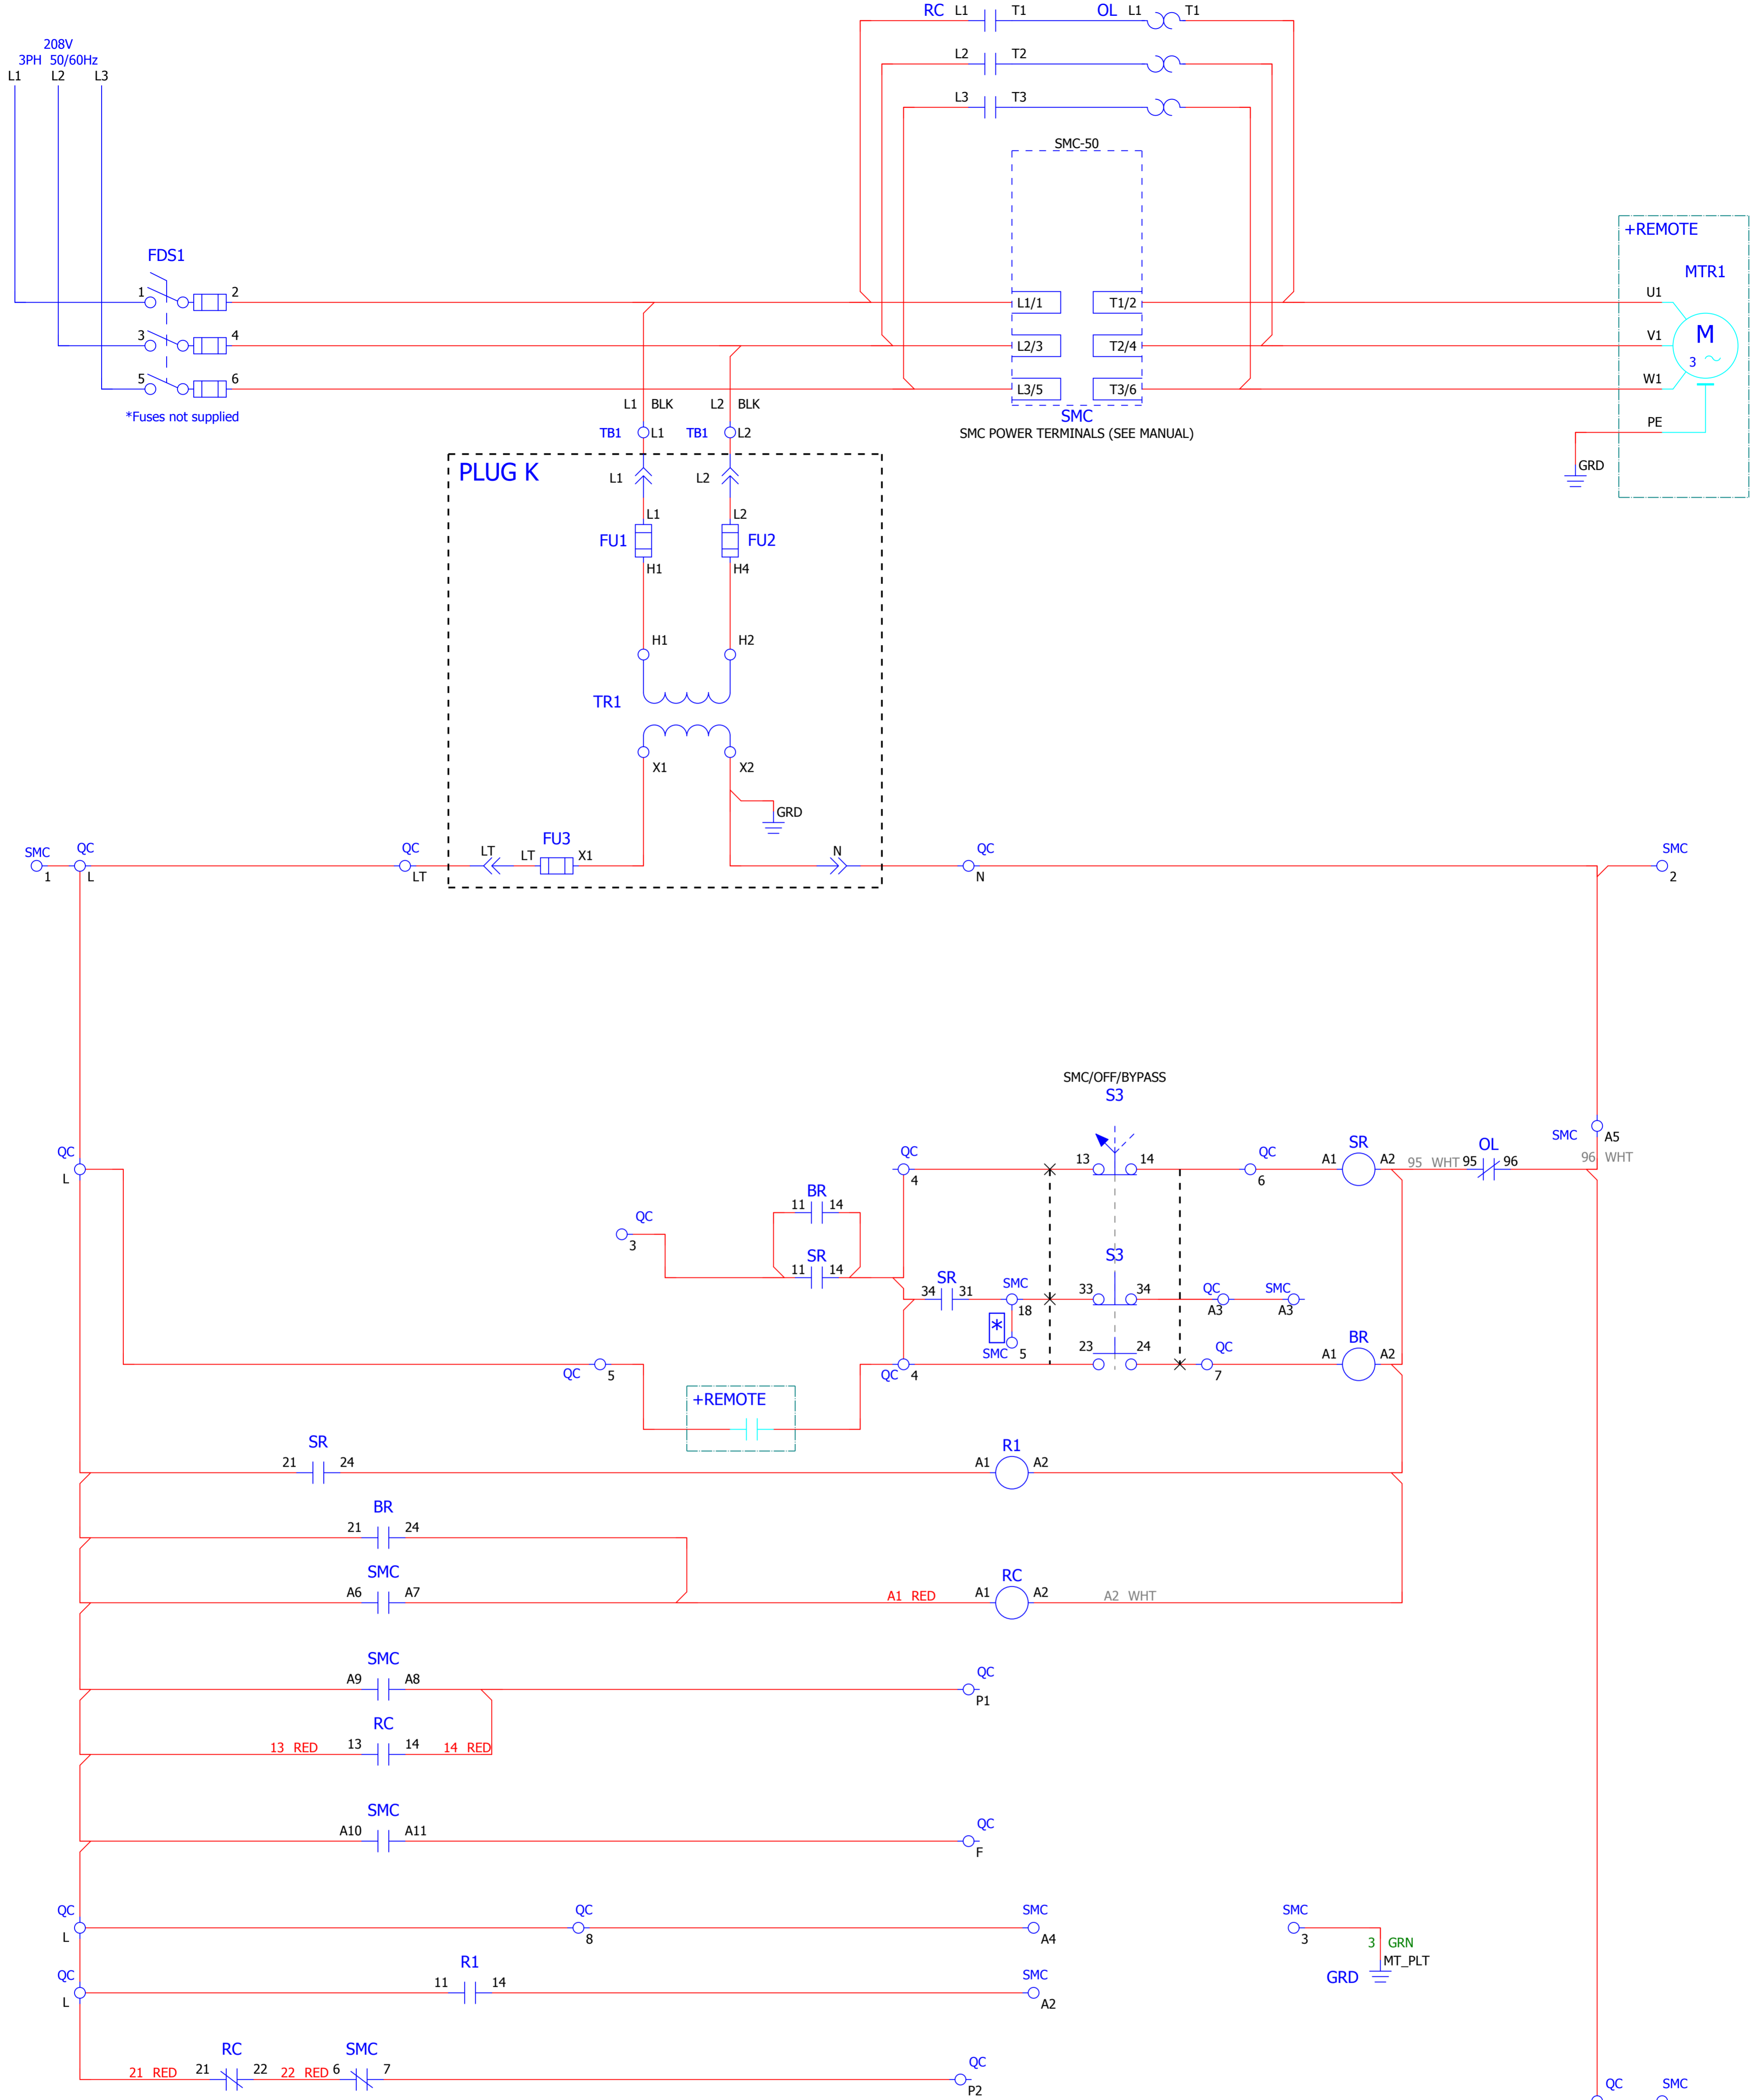 RC L1 T1 OL L1 T1
208V
3PH 50/60Hz
L1 L2 L3
L2 T2
L3 T3
SMC-50
+REMOTE
MTR1
FDS1
1 2
L1/1 T1/2
U1
3 4
L2/3 T2/4
V1
M
3
5 6
L3/5 T3/6
W1
*Fuses not supplied
L1 BLK L2 BLK
SMC
PE
TB1 L1 TB1 L2
SMC POWER TERMINALS (SEE MANUAL)
GRD
PLUG K
L1 L2
L1 L2
FU1 FU2
H1 H4
H1 H2
TR1
X1 X2
GRD
SMC QC QC FU3 N QC SMC
LT LT X1
1 L LT N 2
SMC/OFF/BYPASS
S3
SMC A5
QC QC 13 14 QC SR OL
A1 A2 95 WHT 95 96 96 WHT
L 4 6
BR
11 14
QC
3
SR
11 14
S3
SR
34 31
SMC
18
33 34
QC
A3
SMC
A3
*
SMC 5
23 24
QC
7
BR
A1 A2
QC 5
QC 4
+REMOTE
SR
21 24
R1
A1 A2
BR
21 24
SMC
A6 A7
A1 RED
RC
A1 A2
A2 WHT
SMC
A9 A8
QC
P1
RC
13 RED 13 14 14 RED
SMC
A10 A11
QC
F
QC QC SMC SMC
L 8 A4 3
3 GRN
MT_PLT
GRD
QC R1 SMC
11 14
L A2
RC SMC
21 RED 21 22 22 RED 6 7
QC
P2
QC SMC